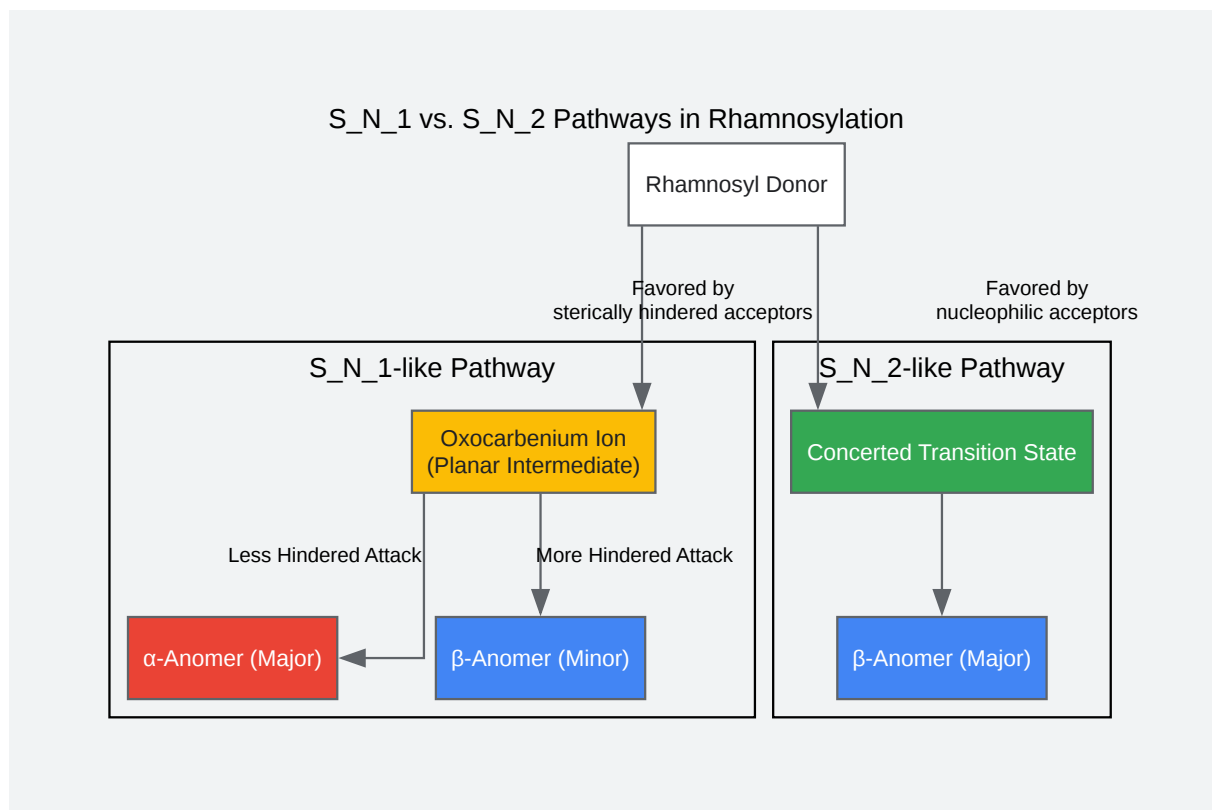 S_N_1 vs. S_N_2 Pathways in Rhamnosylation
Rhamnosyl Donor
Favored by
sterically hindered acceptors
Favored by
nucleophilic acceptors
S_N_1-like Pathway
S_N_2-like Pathway
Oxocarbenium Ion
(Planar Intermediate)
Concerted Transition State
Less Hindered Attack
More Hindered Attack
α-Anomer (Major)
β-Anomer (Minor)
β-Anomer (Major)